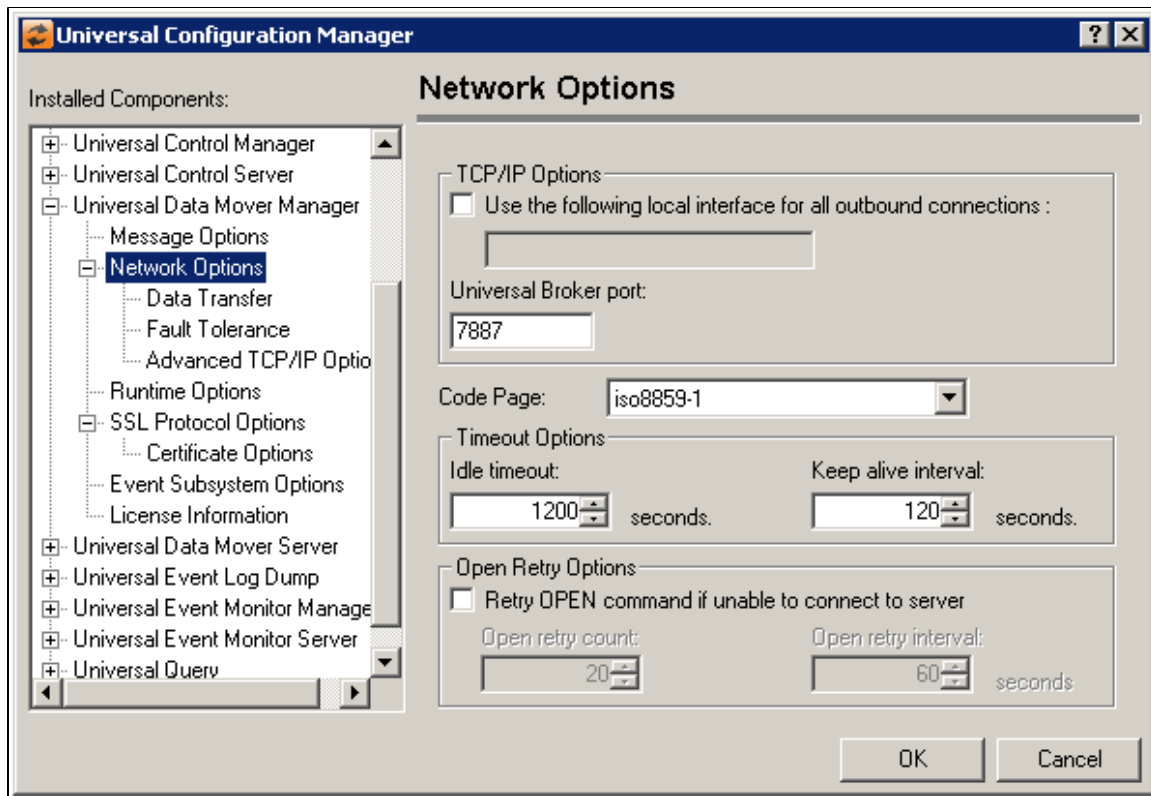 Universal Configuration Manager
Installed Components:
Universal Control Manager
Universal Control Server
Universal Data Mover Manager
Message Options
Network Options
Data Transfer
Fault Tolerance
Advanced TCP/IP Optio
Runtime Options
SSL Protocol Options
Certificate Options
Event Subsystem Options
License Information
Universal Data Mover Server
Universal Event Log Dump
Universal Event Monitor Manage
Universal Event Monitor Server
Universal Query
Network Options
TCP/IP Options
Use the following local interface for all outbound connections :
Universal Broker port:
7887
Code Page: iso8859-1
Timeout Options
Idle timeout: Keep alive interval:
1200 seconds. 120 seconds.
Open Retry Options
Retry OPEN command if unable to connect to server
Open retry count: Open retry interval:
20 60 seconds
OK Cancel